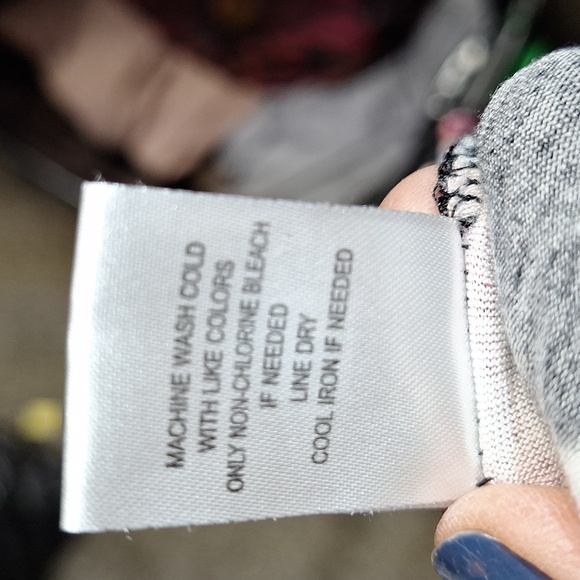 MACHINE WASH COLD
WITH LIKE COLORS
ONLY NON-CHLORINE BLEACH
IF NEEDED
LINE DRY
COOL IRON IF NEEDED